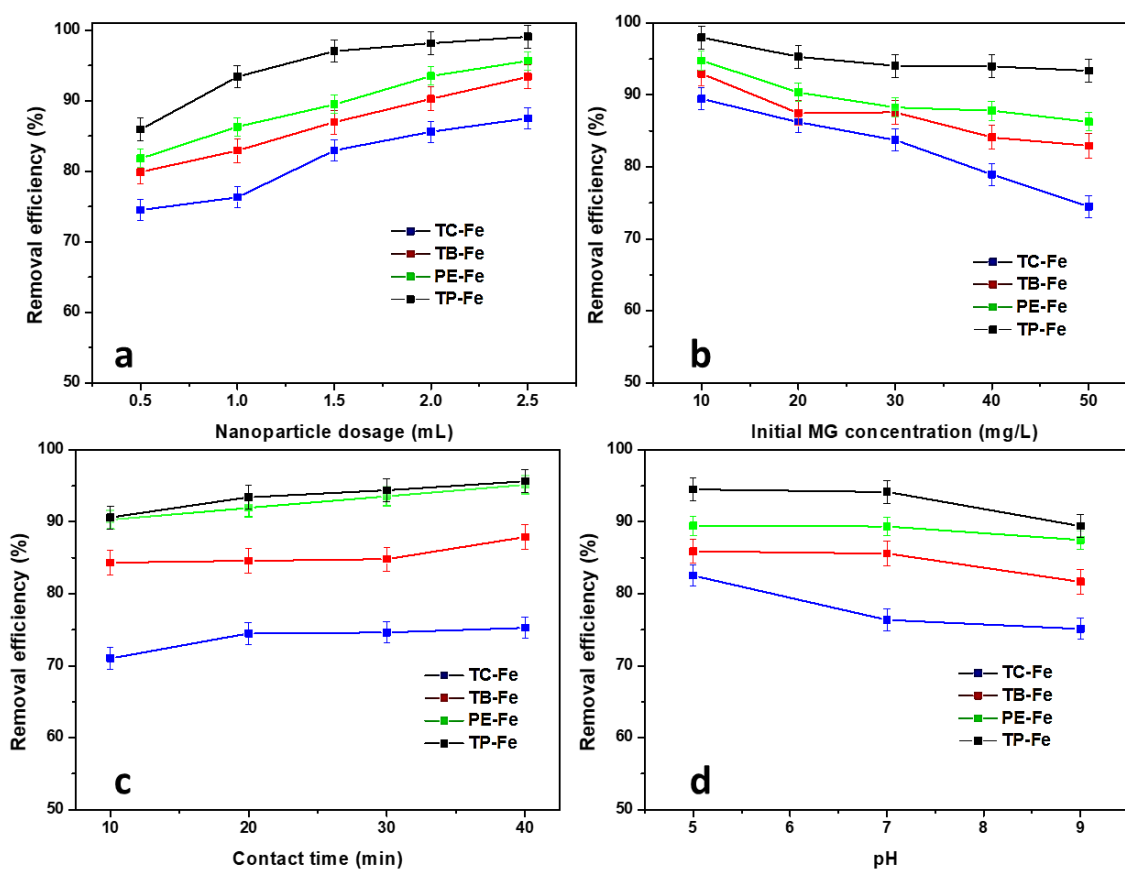 100
90
80
70
60
50
Removal efficiency (%)
TC-Fe
TB-Fe
PE-Fe
TP-Fe
a
0.5 1.0 1.5 2.0 2.5
Nanoparticle dosage (mL)
100
90
80
70
60
50
Removal efficiency (%)
TC-Fe
TB-Fe
PE-Fe
TP-Fe
b
10 20 30 40 50
Initial MG concentration (mg/L)
100
90
80
70
60
50
Removal efficiency (%)
TC-Fe
TB-Fe
PE-Fe
TP-Fe
c
10 20 30 40
Contact time (min)
100
90
80
70
60
50
Removal efficiency (%)
TC-Fe
TB-Fe
PE-Fe
TP-Fe
d
5 6 7 8 9
pH